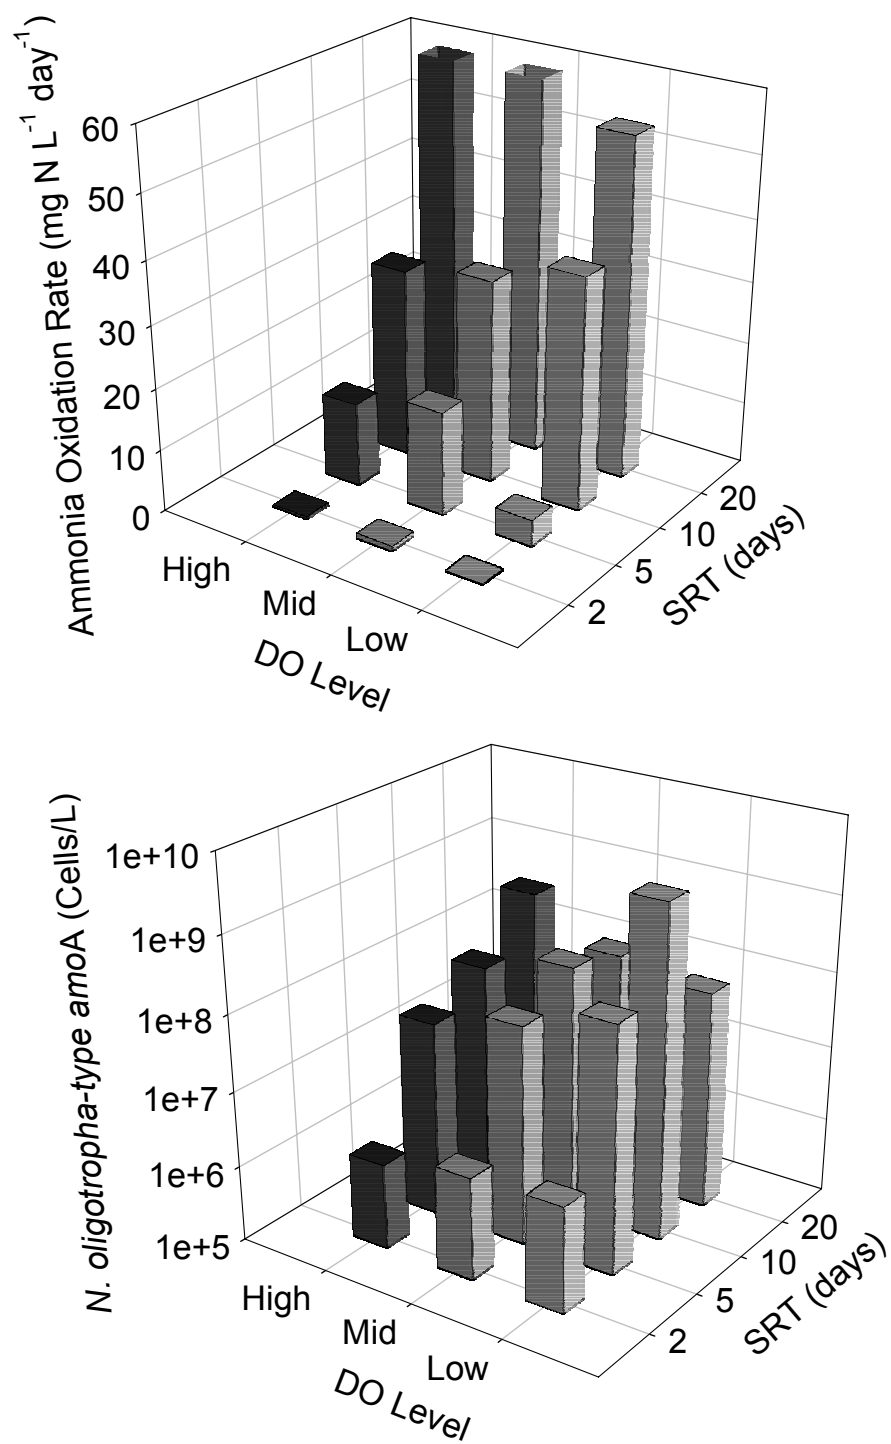 Ammonia Oxidation Rate (mg N L⁻¹ day⁻¹)
60
50
40
30
20
10
0
High
Mid
Low
DO Level
2
5
10
20
SRT (days)
N. oligotropha-type amoA (Cells/L)
1e+10
1e+9
1e+8
1e+7
1e+6
1e+5
High
Mid
Low
DO Level
2
5
10
20
SRT (days)